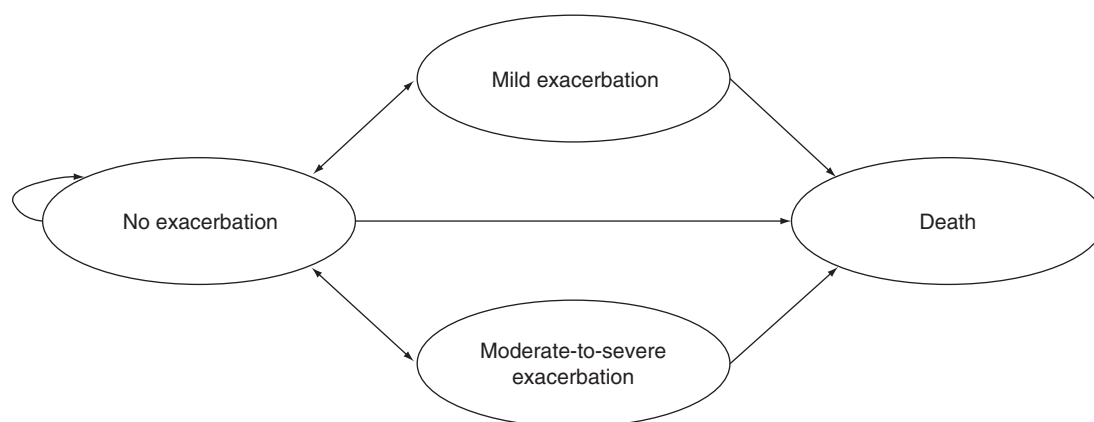 Mild exacerbation
No exacerbation
Death
Moderate-to-severe
exacerbation